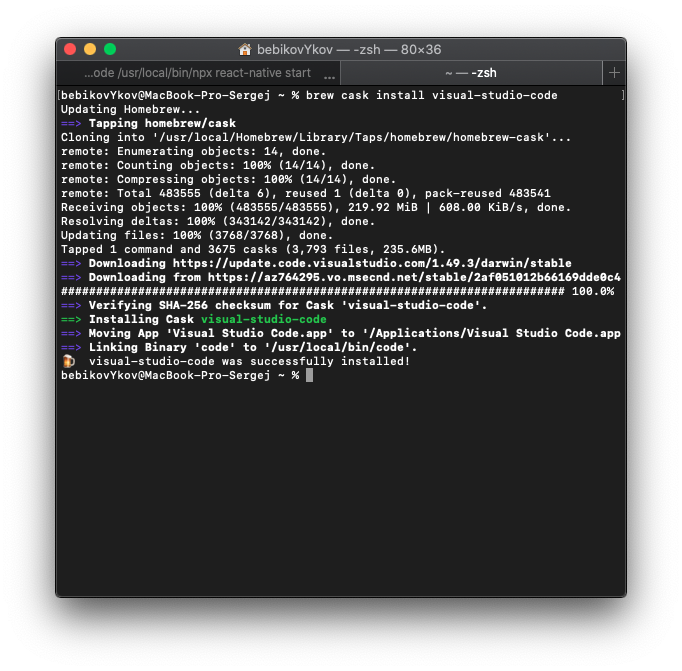 bebikovYkov — -zsh — 80×36
...ode /usr/local/bin/npx react-native start ...
~ — -zsh
[bebikovYkov@MacBook-Pro-Sergej ~ % brew cask install visual-studio-code ]
Updating Homebrew...
==> Tapping homebrew/cask
Cloning into '/usr/local/Homebrew/Library/Taps/homebrew/homebrew-cask'...
remote: Enumerating objects: 14, done.
remote: Counting objects: 100% (14/14), done.
remote: Compressing objects: 100% (14/14), done.
remote: Total 483555 (delta 6), reused 1 (delta 0), pack-reused 483541
Receiving objects: 100% (483555/483555), 219.92 MiB | 608.00 KiB/s, done.
Resolving deltas: 100% (343142/343142), done.
Updating files: 100% (3768/3768), done.
Tapped 1 command and 3675 casks (3,793 files, 235.6MB).
==> Downloading https://update.code.visualstudio.com/1.49.3/darwin/stable
==> Downloading from https://az764295.vo.msecnd.net/stable/2af051012b66169dde0c4
######################################################################## 100.0%
==> Verifying SHA-256 checksum for Cask 'visual-studio-code'.
==> Installing Cask visual-studio-code
==> Moving App 'Visual Studio Code.app' to '/Applications/Visual Studio Code.app
==> Linking Binary 'code' to '/usr/local/bin/code'.
🍺 visual-studio-code was successfully installed!
bebikovYkov@MacBook-Pro-Sergej ~ %